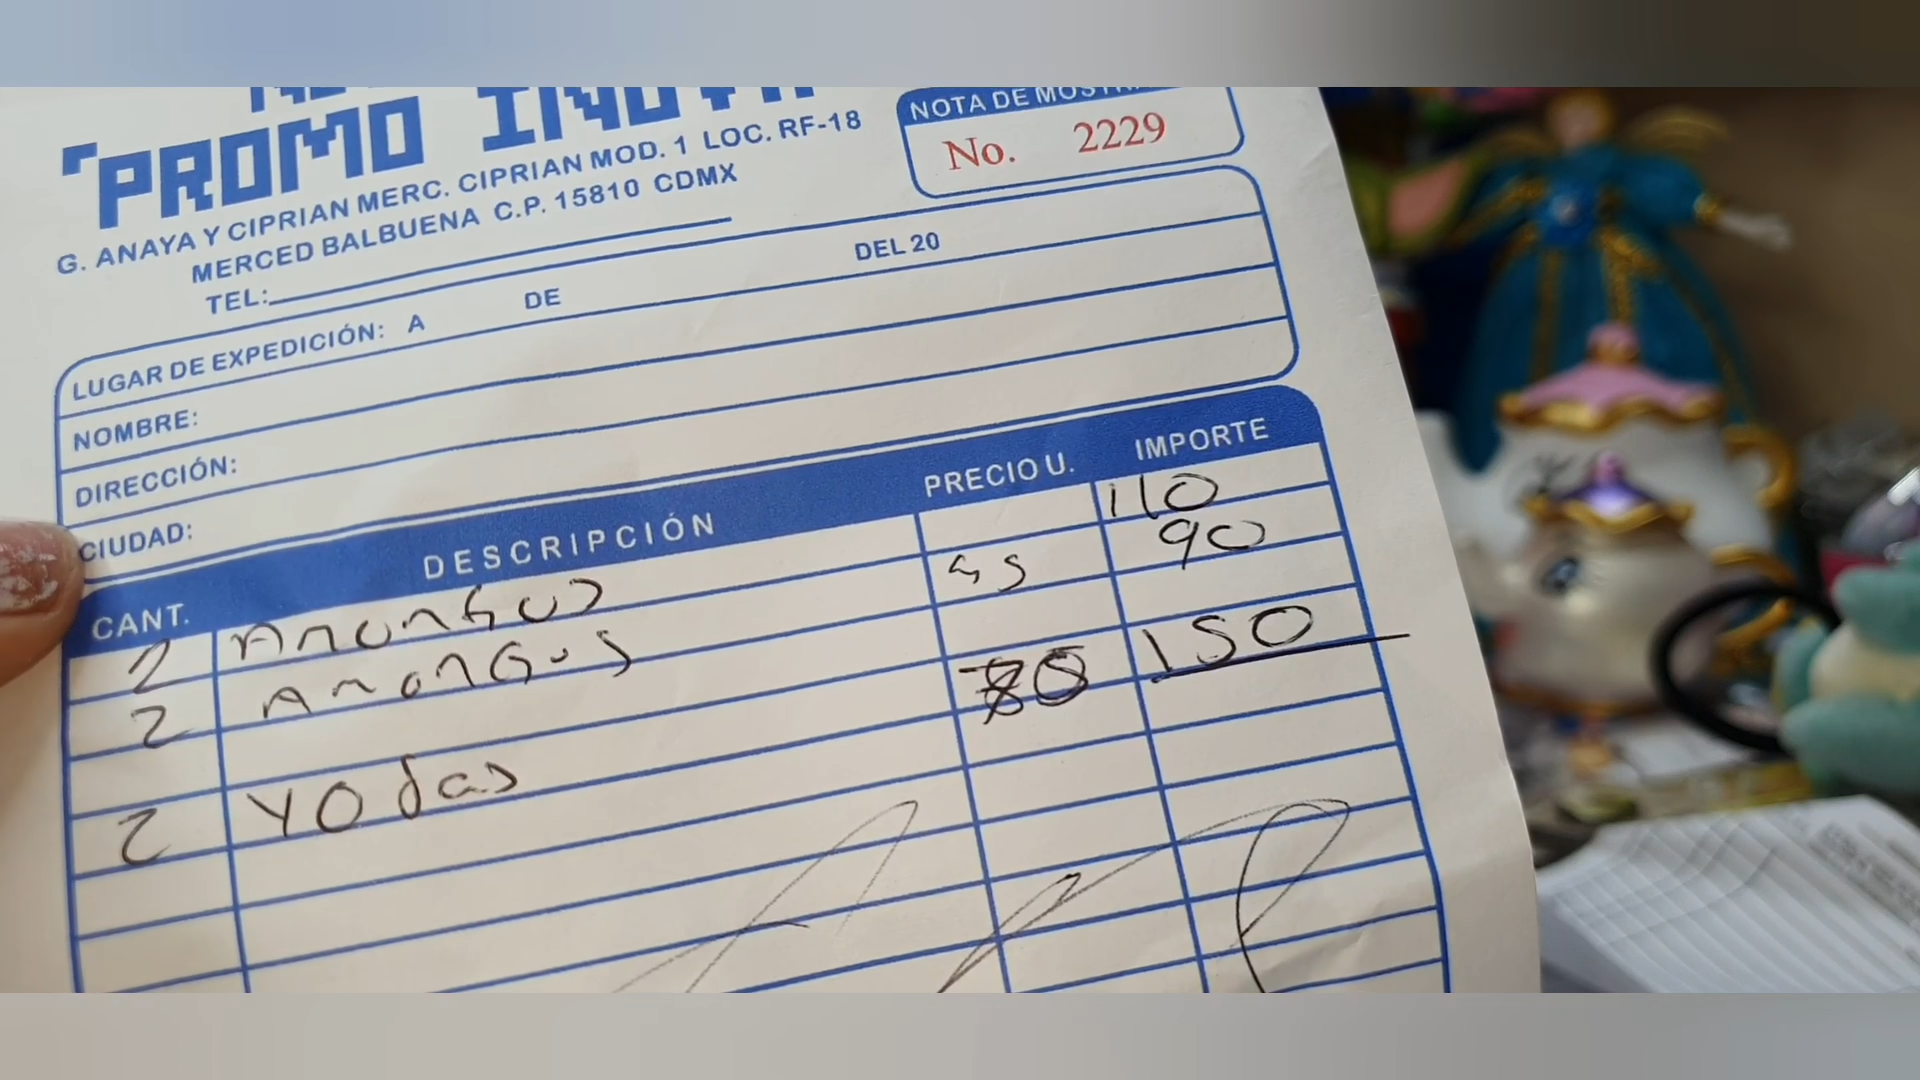 "PROMO INOVA
G. ANAYA Y CIPRIAN MERC. CIPRIAN MOD. 1 LOC. RF-18
MERCED BALBUENA C.P. 15810 CDMX
TEL:
NOTA DE
No. 2229
LUGAR DE EXPEDICIÓN: A DE DEL 20
NOMBRE:
DIRECCIÓN:
CIUDAD:
CANT. DESCRIPCIÓN PRECIO U. IMPORTE
2 AMONGUS 110
2 AMONGUS 45 90
2 YOdas 150